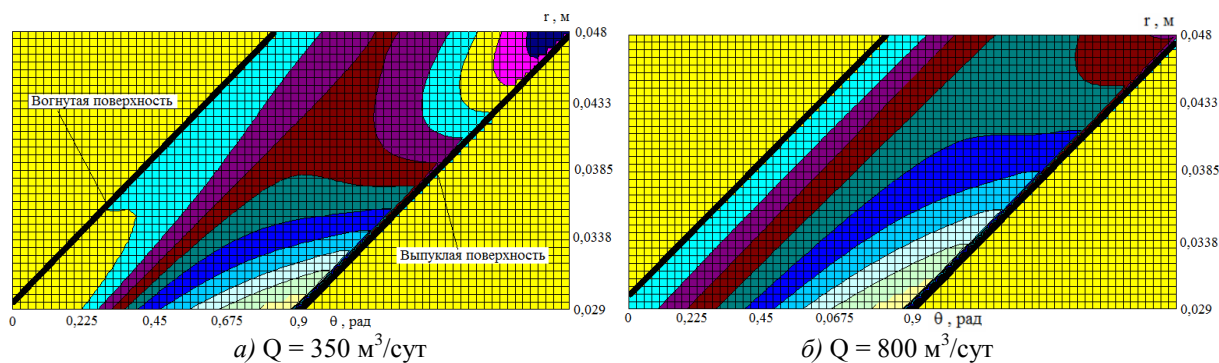 r , м
0,048
Вогнутая поверхность
0,0433
0,0385
0,0338
Выпуклая поверхность
0,029
0
0,225
0,45
0,0675
0,9
θ , рад
а) Q = 350 м³/сут
r , м
0,048
0,0433
0,0385
0,0338
0,029
0
0,225
0,45
0,0675
0,9
θ , рад
б) Q = 800 м³/сут